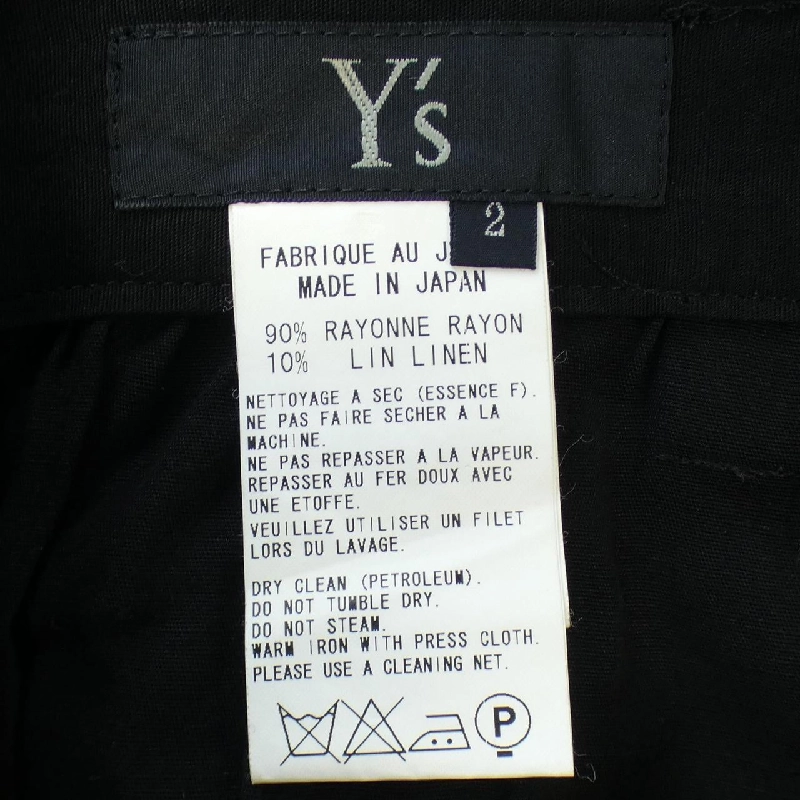 Y's
2
FABRIQUE AU
MADE IN JAPAN
90% RAYONNE RAYON
10% LIN LINEN
NETTOYAGE A SEC (ESSENCE F).
NE PAS FAIRE SECHER A LA
MACHINE.
NE PAS REPASSER A LA VAPEUR.
REPASSER AU FER DOUX AVEC
UNE ETOFFE.
VEUILLEZ UTILISER UN FILET
LORS DU LAVAGE.
DRY CLEAN (PETROLEUM).
DO NOT TUMBLE DRY.
DO NOT STEAM.
WARM IRON WITH PRESS CLOTH.
PLEASE USE A CLEANING NET.
P